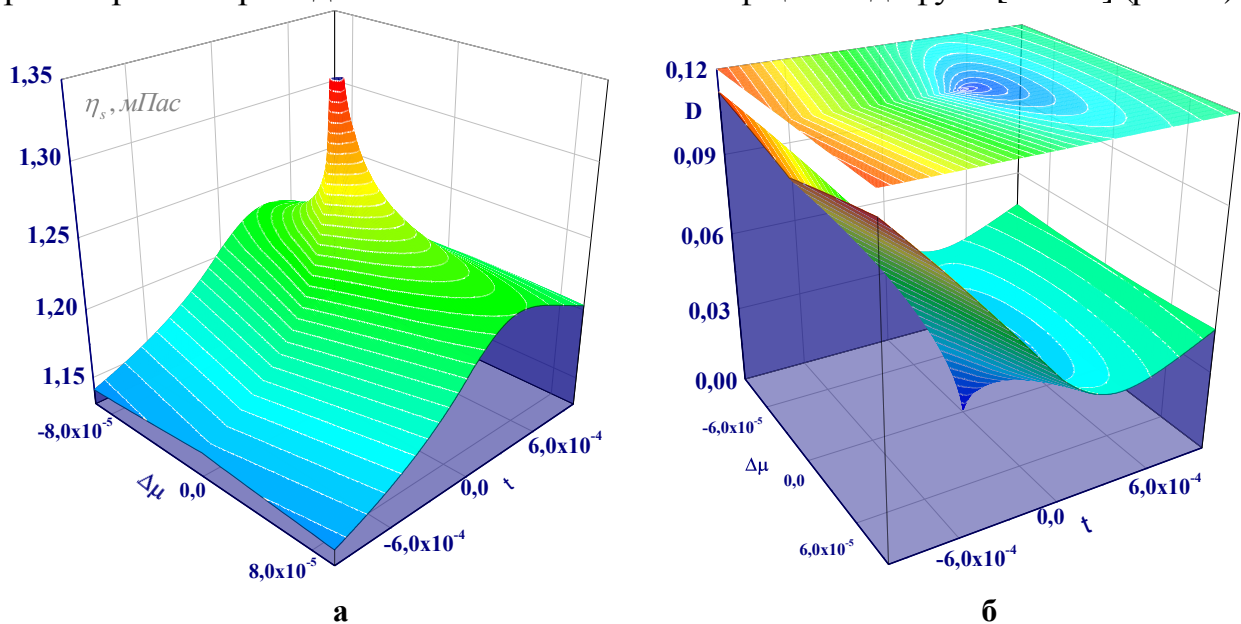 1,35
η_s, мПас
1,30
1,25
1,20
1,15
-8,0x10⁻⁵
Δμ
0,0
8,0x10⁻⁵
6,0x10⁻⁴
0,0
t
-6,0x10⁻⁴
а
0,12
D
0,09
0,06
0,03
0,00
-6,0x10⁻⁵
Δμ
0,0
6,0x10⁻⁵
6,0x10⁻⁴
0,0
t
-6,0x10⁻⁴
б